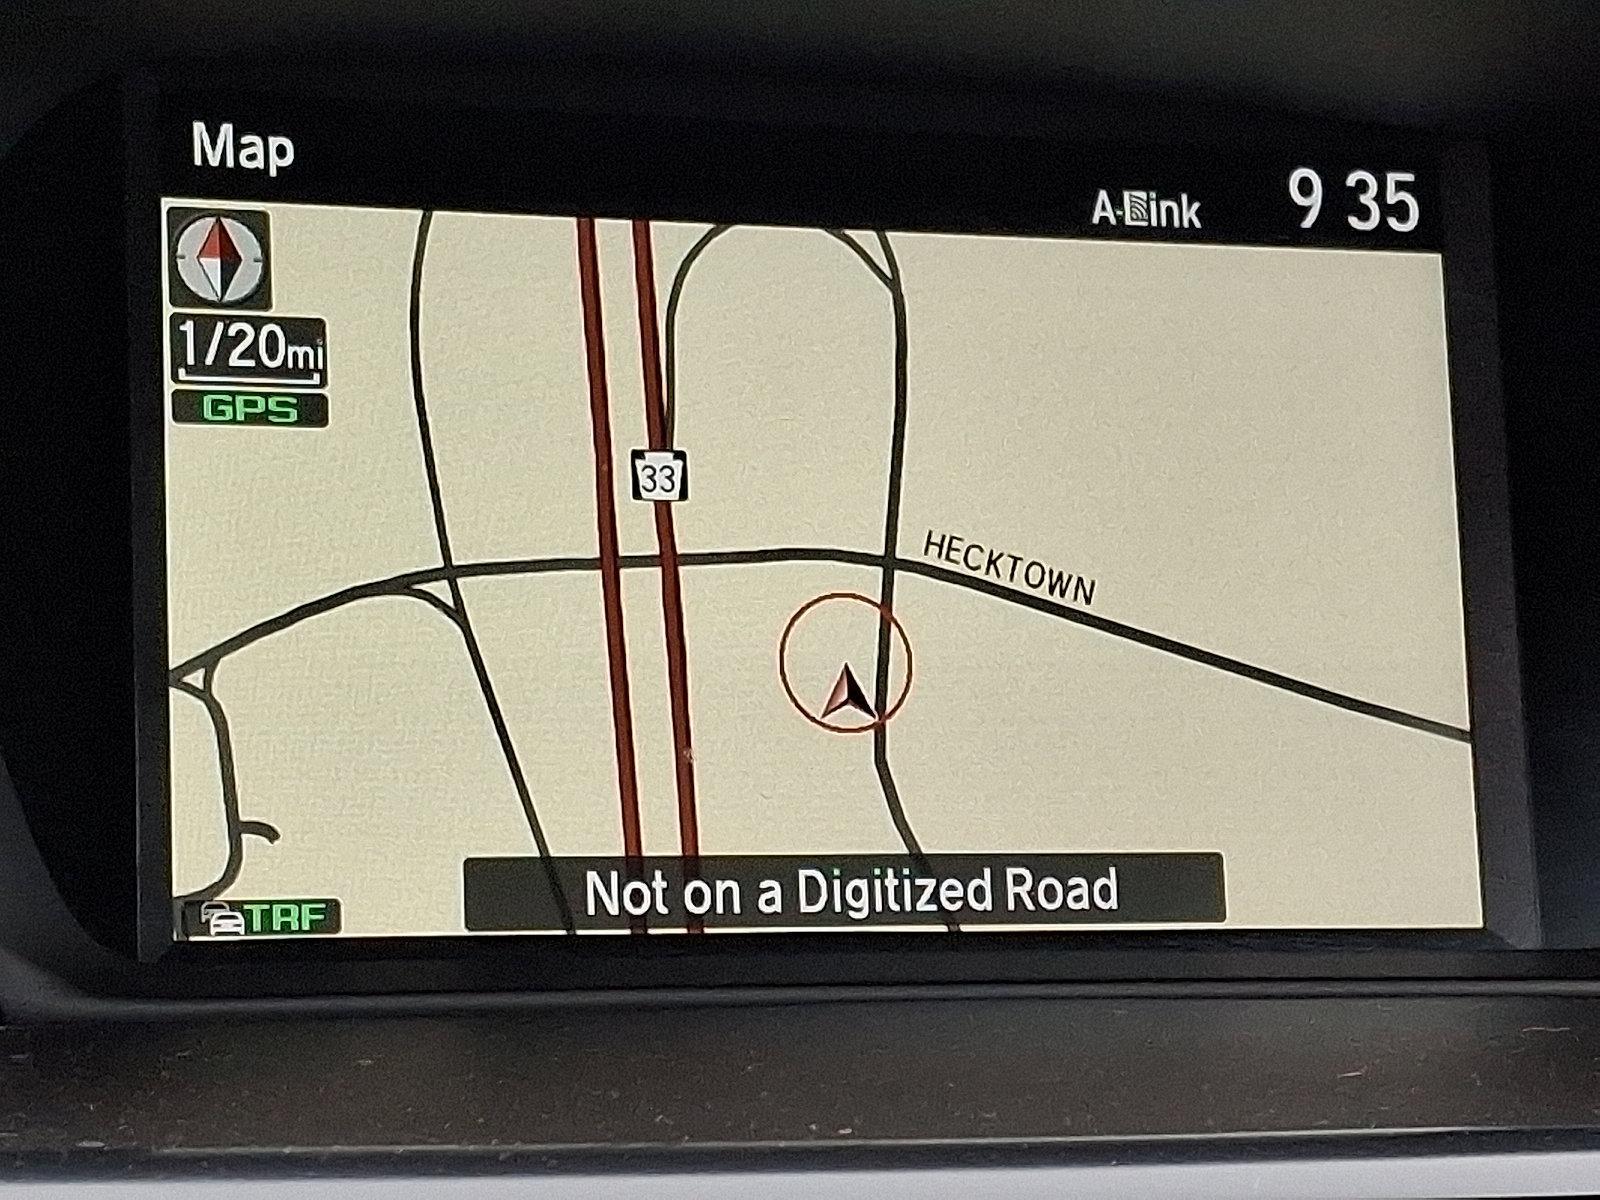 Map
A-Link 9 35
1/20mi
GPS
33
HECKTOWN
Not on a Digitized Road
TRF